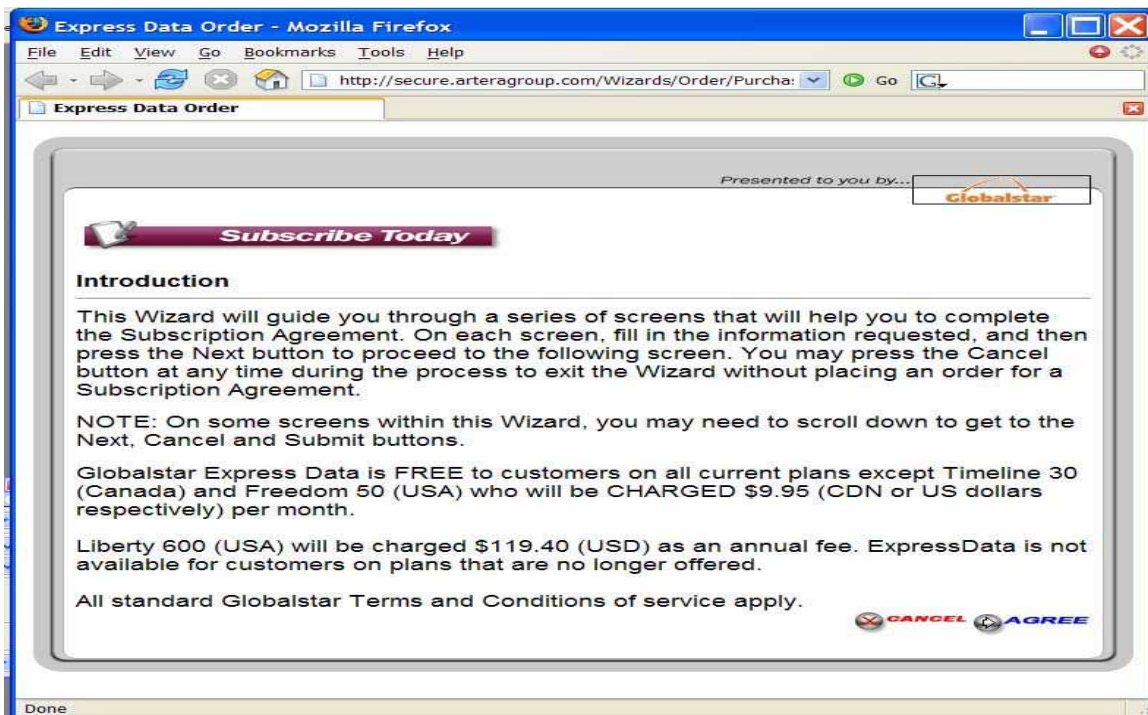 Express Data Order - Mozilla Firefox
File Edit View Go Bookmarks Tools Help
http://secure.arteragroup.com/Wizards/Order/Purcha: Go G
Express Data Order
Presented to you by...
Globalstar
Subscribe Today
Introduction
This Wizard will guide you through a series of screens that will help you to complete
the Subscription Agreement. On each screen, fill in the information requested, and then
press the Next button to proceed to the following screen. You may press the Cancel
button at any time during the process to exit the Wizard without placing an order for a
Subscription Agreement.
NOTE: On some screens within this Wizard, you may need to scroll down to get to the
Next, Cancel and Submit buttons.
Globalstar Express Data is FREE to customers on all current plans except Timeline 30
(Canada) and Freedom 50 (USA) who will be CHARGED $9.95 (CDN or US dollars
respectively) per month.
Liberty 600 (USA) will be charged $119.40 (USD) as an annual fee. ExpressData is not
available for customers on plans that are no longer offered.
All standard Globalstar Terms and Conditions of service apply.
CANCEL AGREE
Done